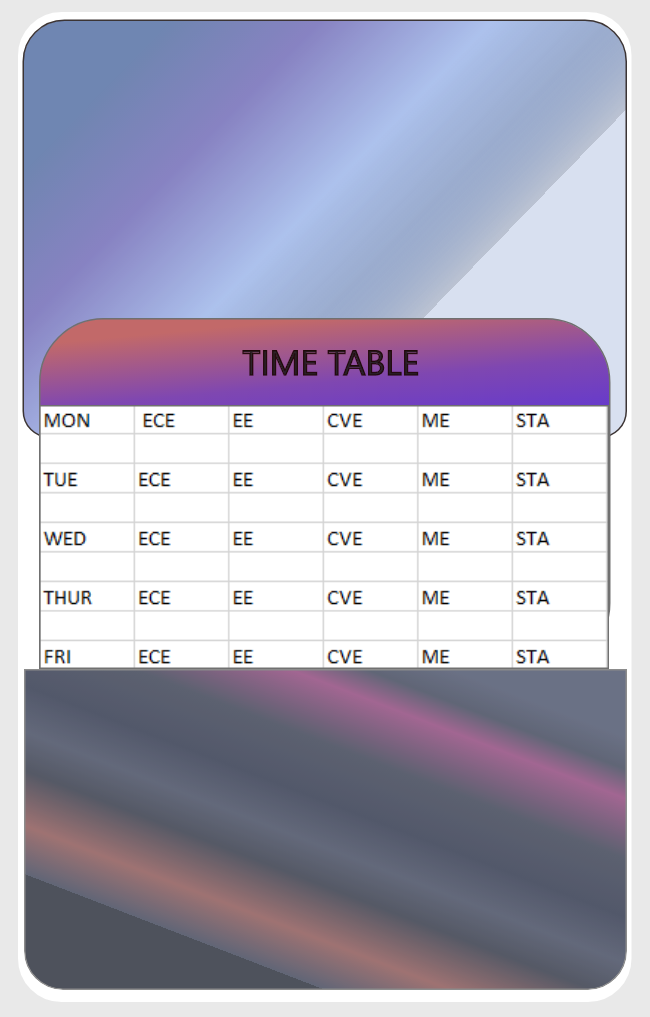 TIME TABLE
MON ECE EE CVE ME STA
TUE ECE EE CVE ME STA
WED ECE EE CVE ME STA
THUR ECE EE CVE ME STA
FRI ECE EE CVE ME STA